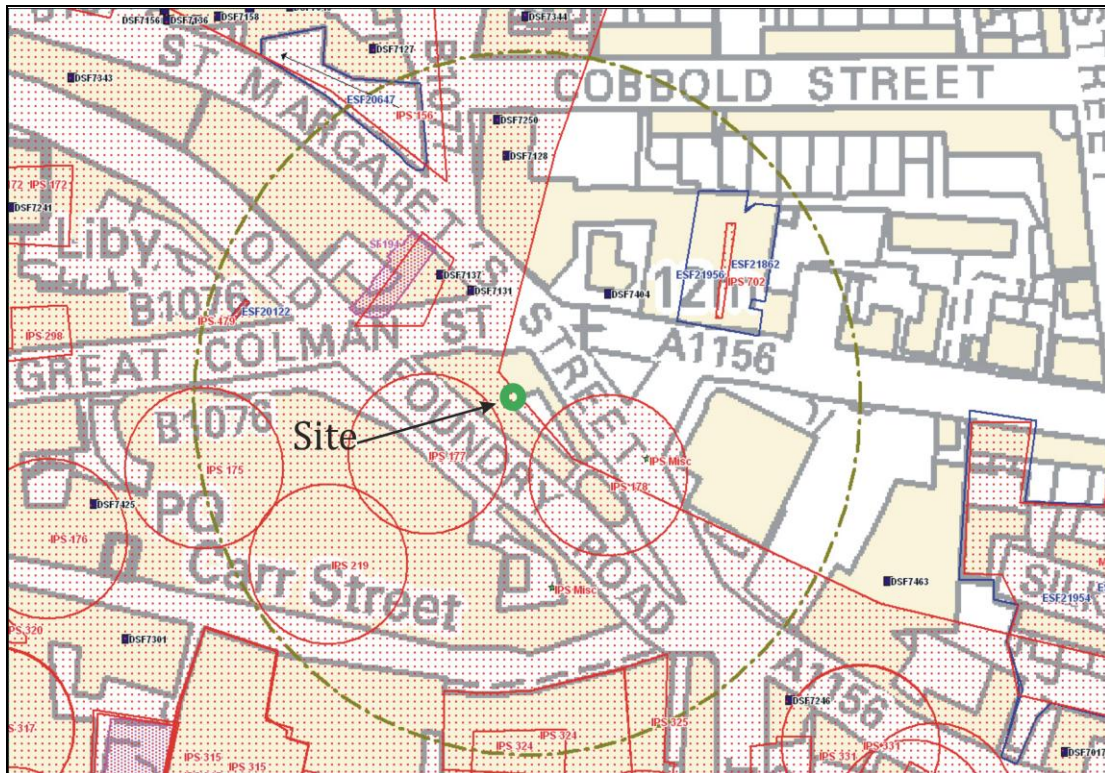 DSF7156
DSF7136
DSF7158
DSF7344
DSF7127
DSF7343
ST MARGARET'S
STREET
B1077
COBBOLD STREET
ESF20647
IPS 156
DSF7250
DSF7128
IPS 172
DSF7241
Liby
OLD
FOUNDRY ROAD
SF194
DSF7137
DSF7131
ESF21956
ESF21862
IPS 702
DSF7404
B1076
IPS 479
ESF20122
IPS 298
GREAT COLMAN ST
A1156
Site
B1076
IPS 175
IPS 177
IPS Misc
IPS 178
DSF7425
PO
IPS 176
Carr Street
IPS 219
IPS Misc
DSF7463
SILK
ESF21954
IPS 320
DSF7301
A1156
DSF7246
IPS 317
IPS 325
IPS 324
IPS 324
IPS 315
IPS 315
IPS 331
IPS 331
DSF7017